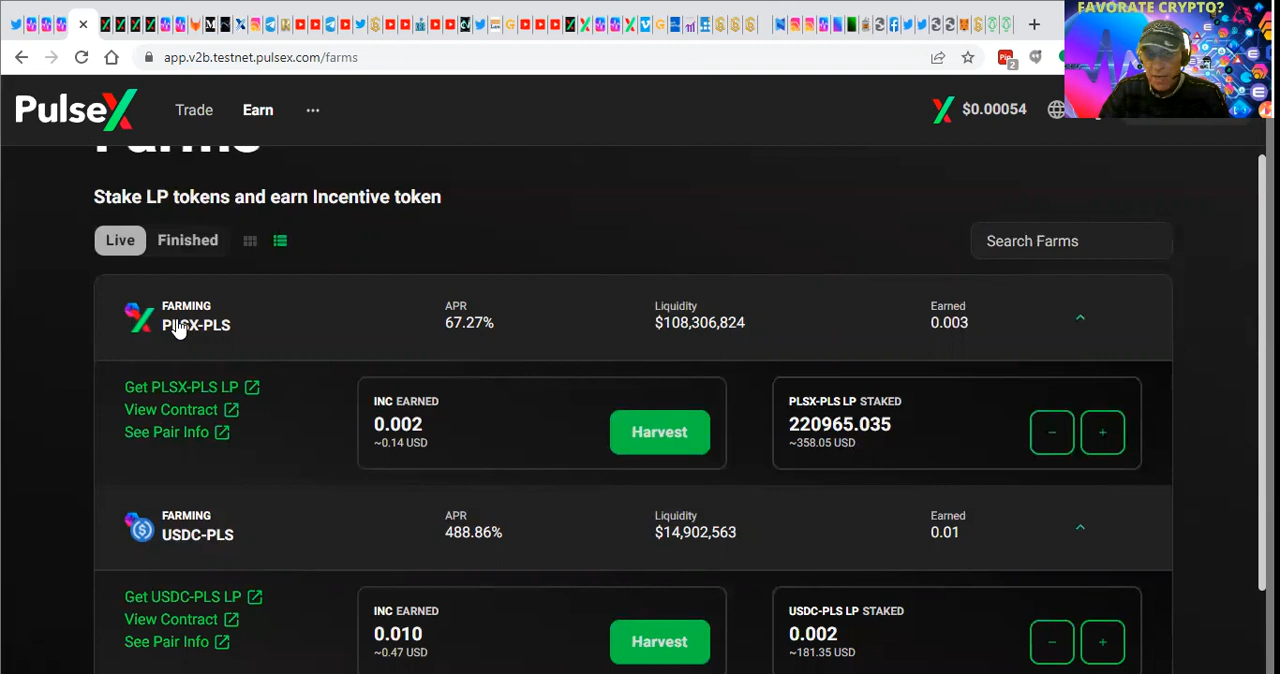 FAVORATE CRYPTO?
app.v2b.testnet.pulsex.com/farms
2
PulseX
Trade
Earn
$0.00054
Farms
Stake LP tokens and earn Incentive token
Live
Finished
Search Farms
FARMING
PLSX-PLS
APR
67.27%
Liquidity
$108,306,824
Earned
0.003
Get PLSX-PLS LP
View Contract
See Pair Info
INC EARNED
0.002
~0.14 USD
Harvest
PLSX-PLS LP STAKED
220965.035
~358.05 USD
FARMING
USDC-PLS
APR
488.86%
Liquidity
$14,902,563
Earned
0.01
Get USDC-PLS LP
View Contract
See Pair Info
INC EARNED
0.010
~0.47 USD
Harvest
USDC-PLS LP STAKED
0.002
~181.35 USD